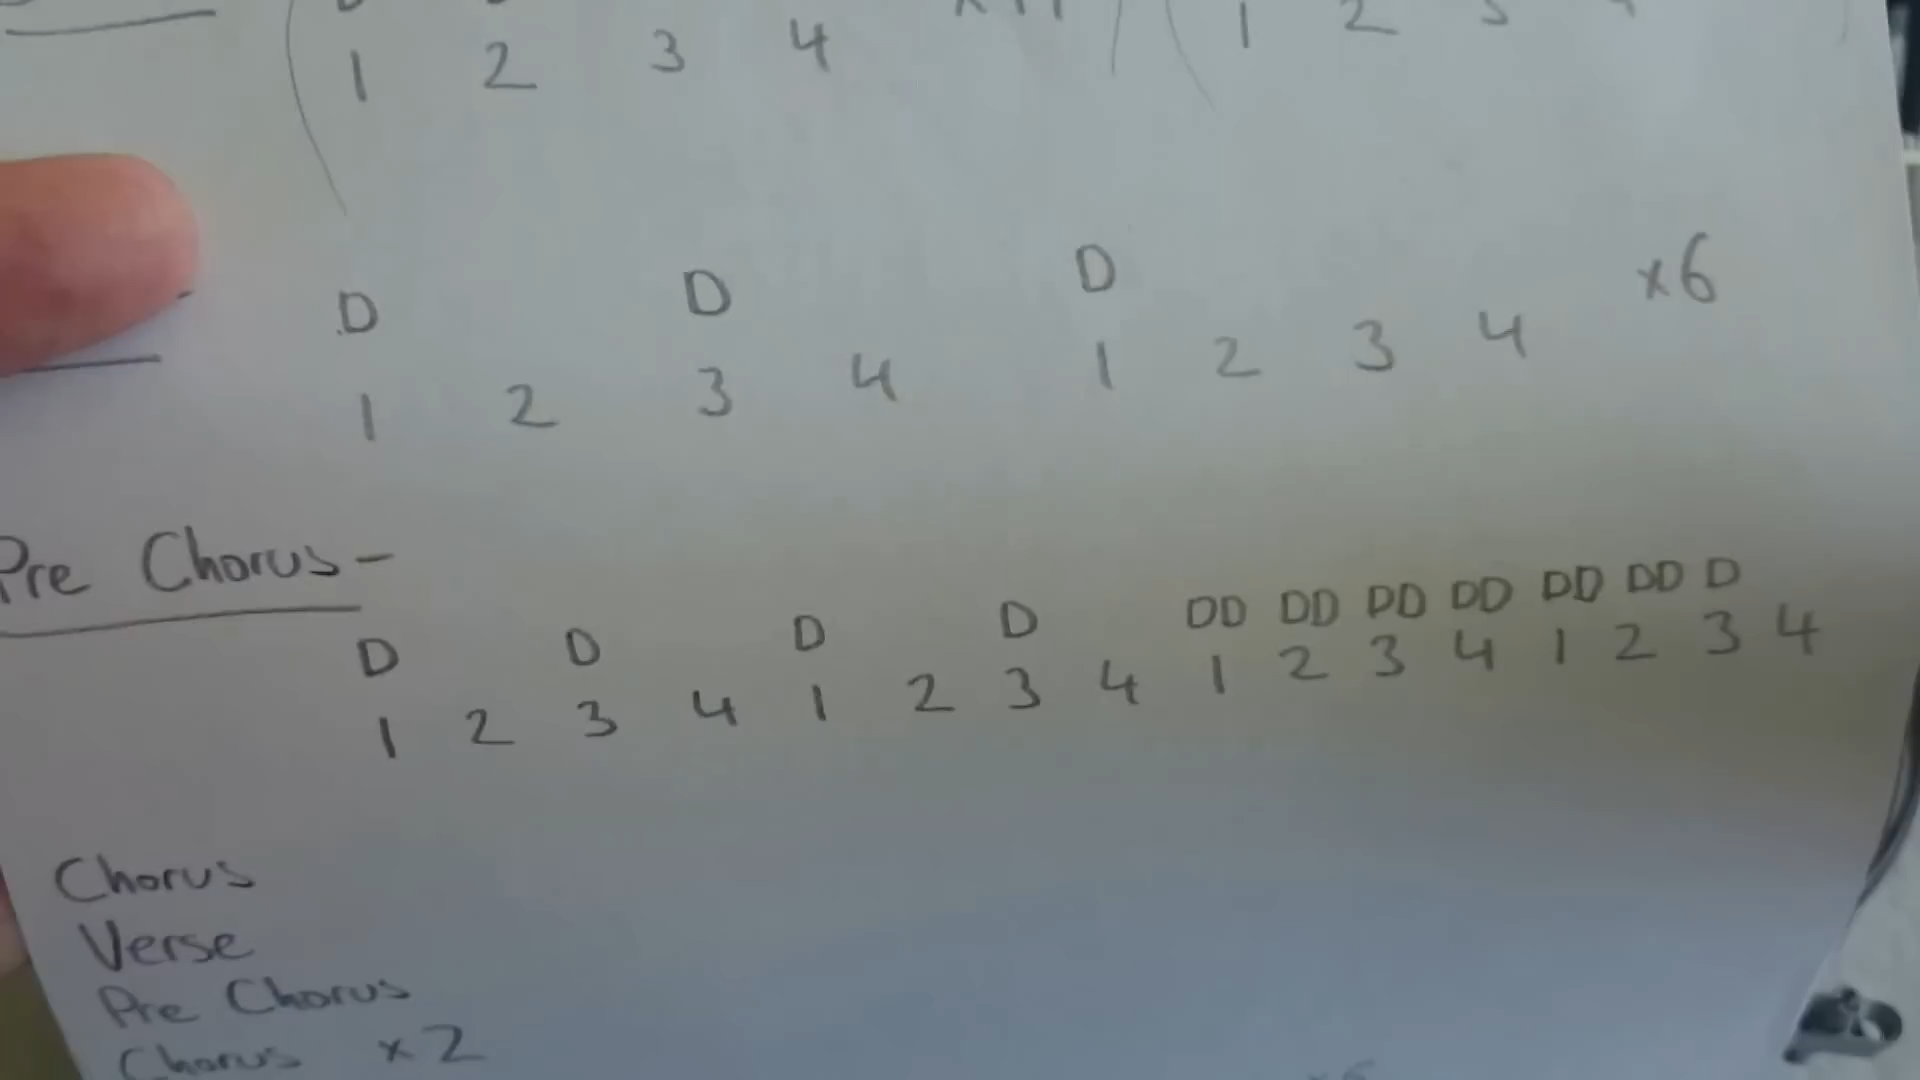 1 2 3 4 1 2
D D D x6
1 2 3 4 1 2 3 4
Pre Chorus-
D D D D DD DD DD DD DD DD D
1 2 3 4 1 2 3 4 1 2 3 4 1 2 3 4
Chorus
Verse
Pre Chorus
Chorus x2